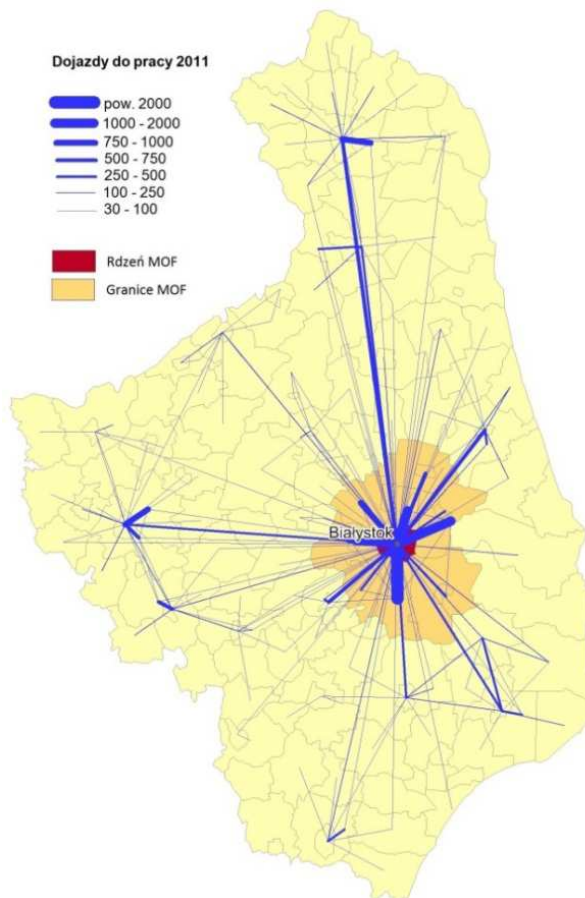 Dojazdy do pracy 2011
pow. 2000
1000 - 2000
750 - 1000
500 - 750
250 - 500
100 - 250
30 - 100
Rdzeń MOF
Granice MOF
Białystok